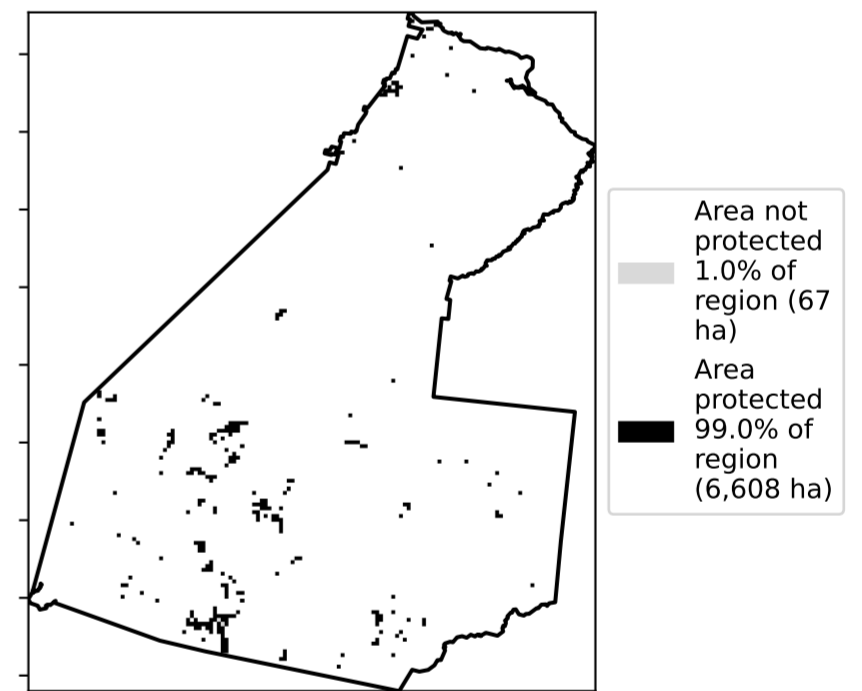 Area not
protected
1.0% of
region (67
ha)
Area
protected
99.0% of
region
(6,608 ha)